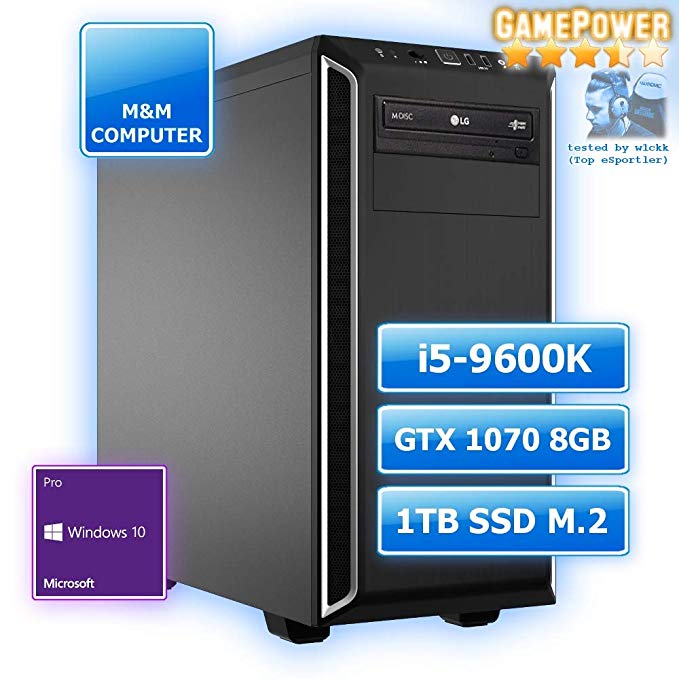 GAMEPOWER
M&M
COMPUTER
M DISC
LG
tested by wlckk
(Top eSportler)
i5-9600K
GTX 1070 8GB
1TB SSD M.2
Pro
Windows 10
Microsoft